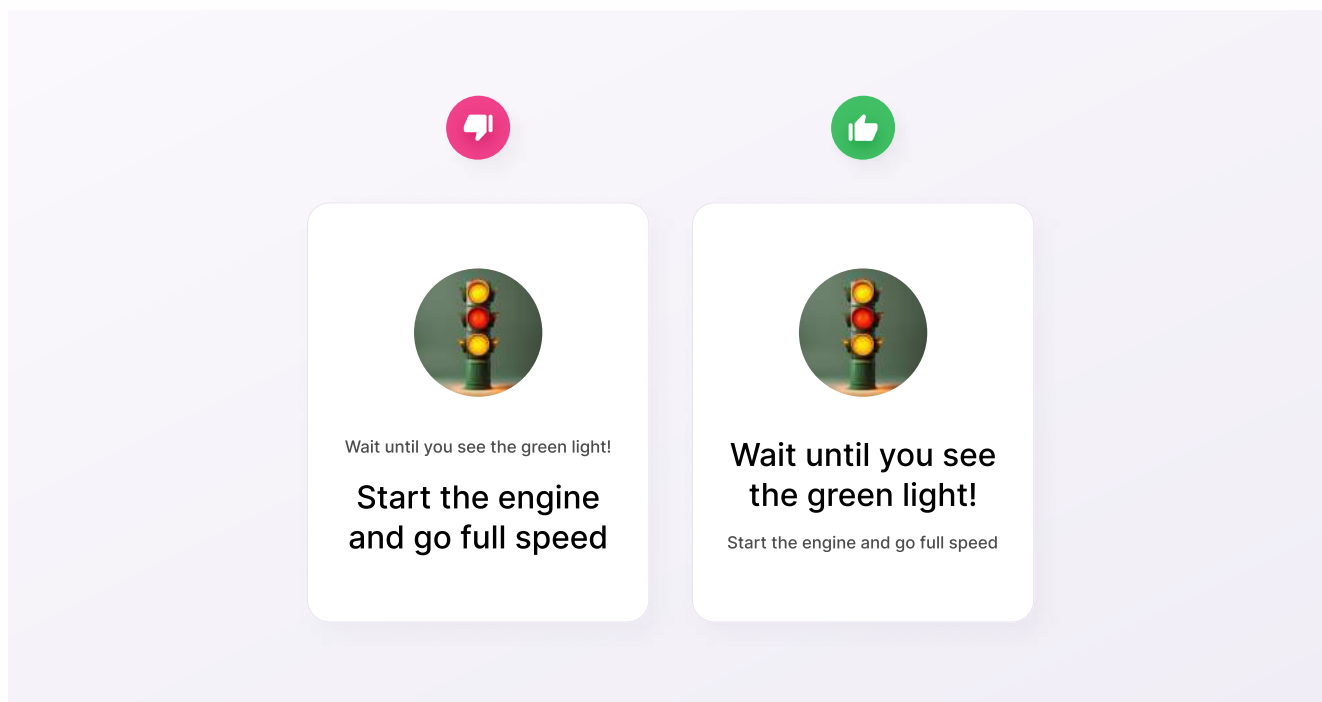 Wait until you see the green light!
Start the engine
and go full speed
Wait until you see
the green light!
Start the engine and go full speed